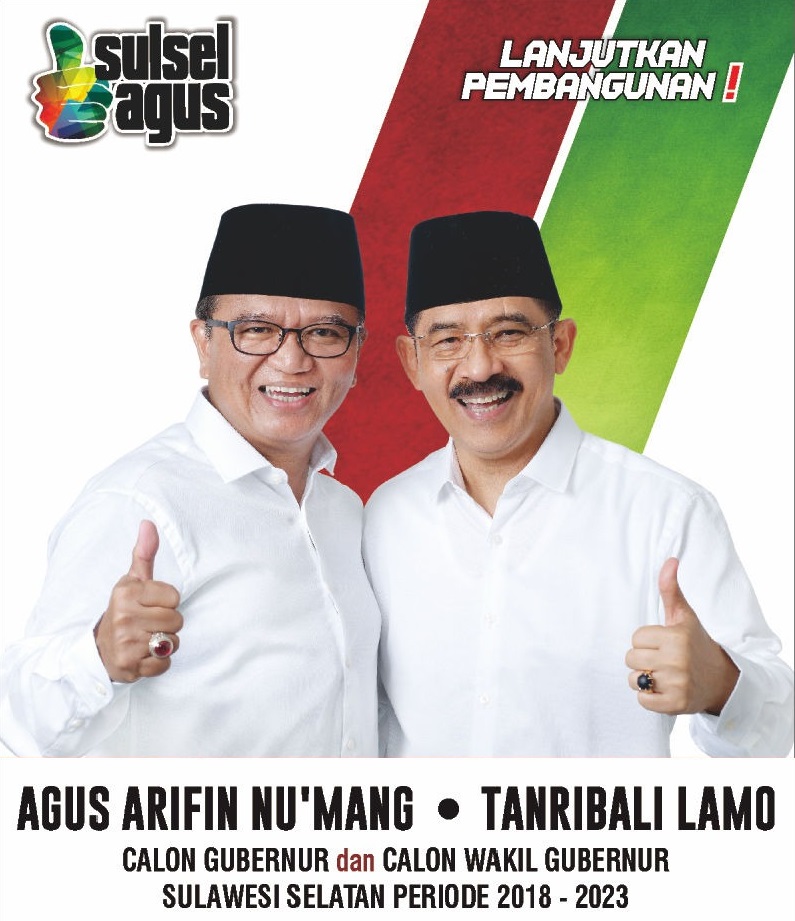 sulsel
agus
LANJUTKAN
PEMBANGUNAN!
AGUS ARIFIN NU'MANG • TANRIBALI LAMO
CALON GUBERNUR dan CALON WAKIL GUBERNUR
SULAWESI SELATAN PERIODE 2018 - 2023